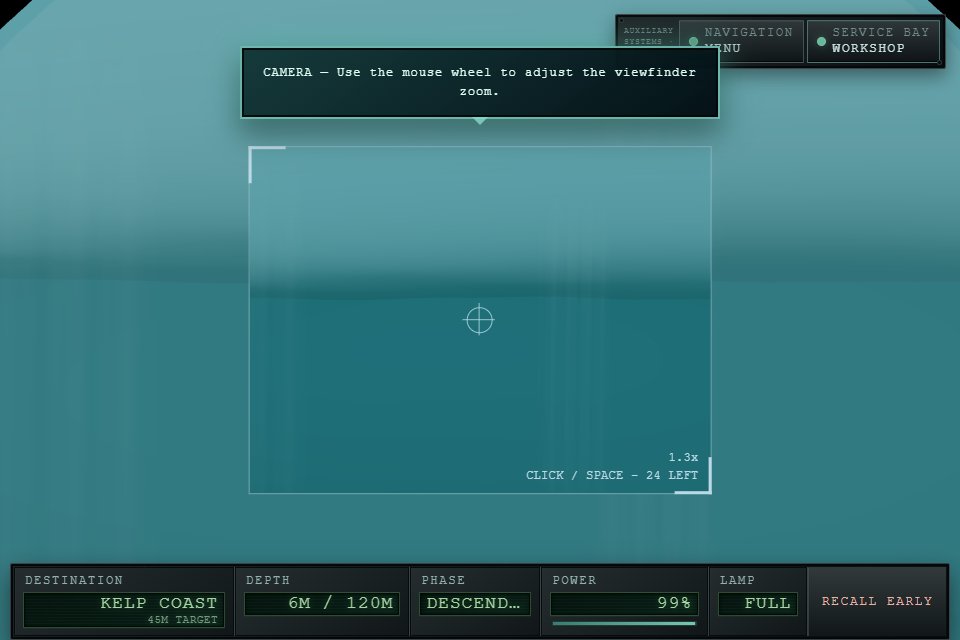 AUXILIARY
SYSTEMS
NAVIGATION
MENU
SERVICE BAY
WORKSHOP
CAMERA — Use the mouse wheel to adjust the viewfinder
zoom.
1.3x
CLICK / SPACE – 24 LEFT
DESTINATION
KELP COAST
45M TARGET
DEPTH
6M / 120M
PHASE
DESCEND…
POWER
99%
LAMP
FULL
RECALL EARLY